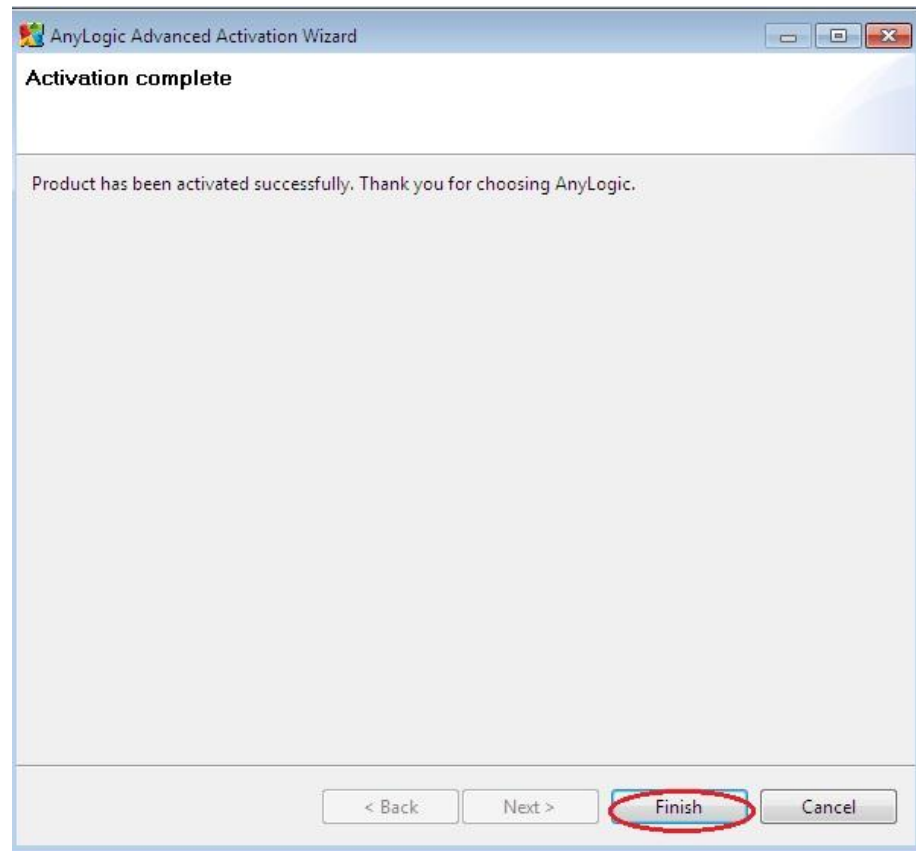 AnyLogic Advanced Activation Wizard
Activation complete
Product has been activated successfully. Thank you for choosing AnyLogic.
< Back Next > Finish Cancel